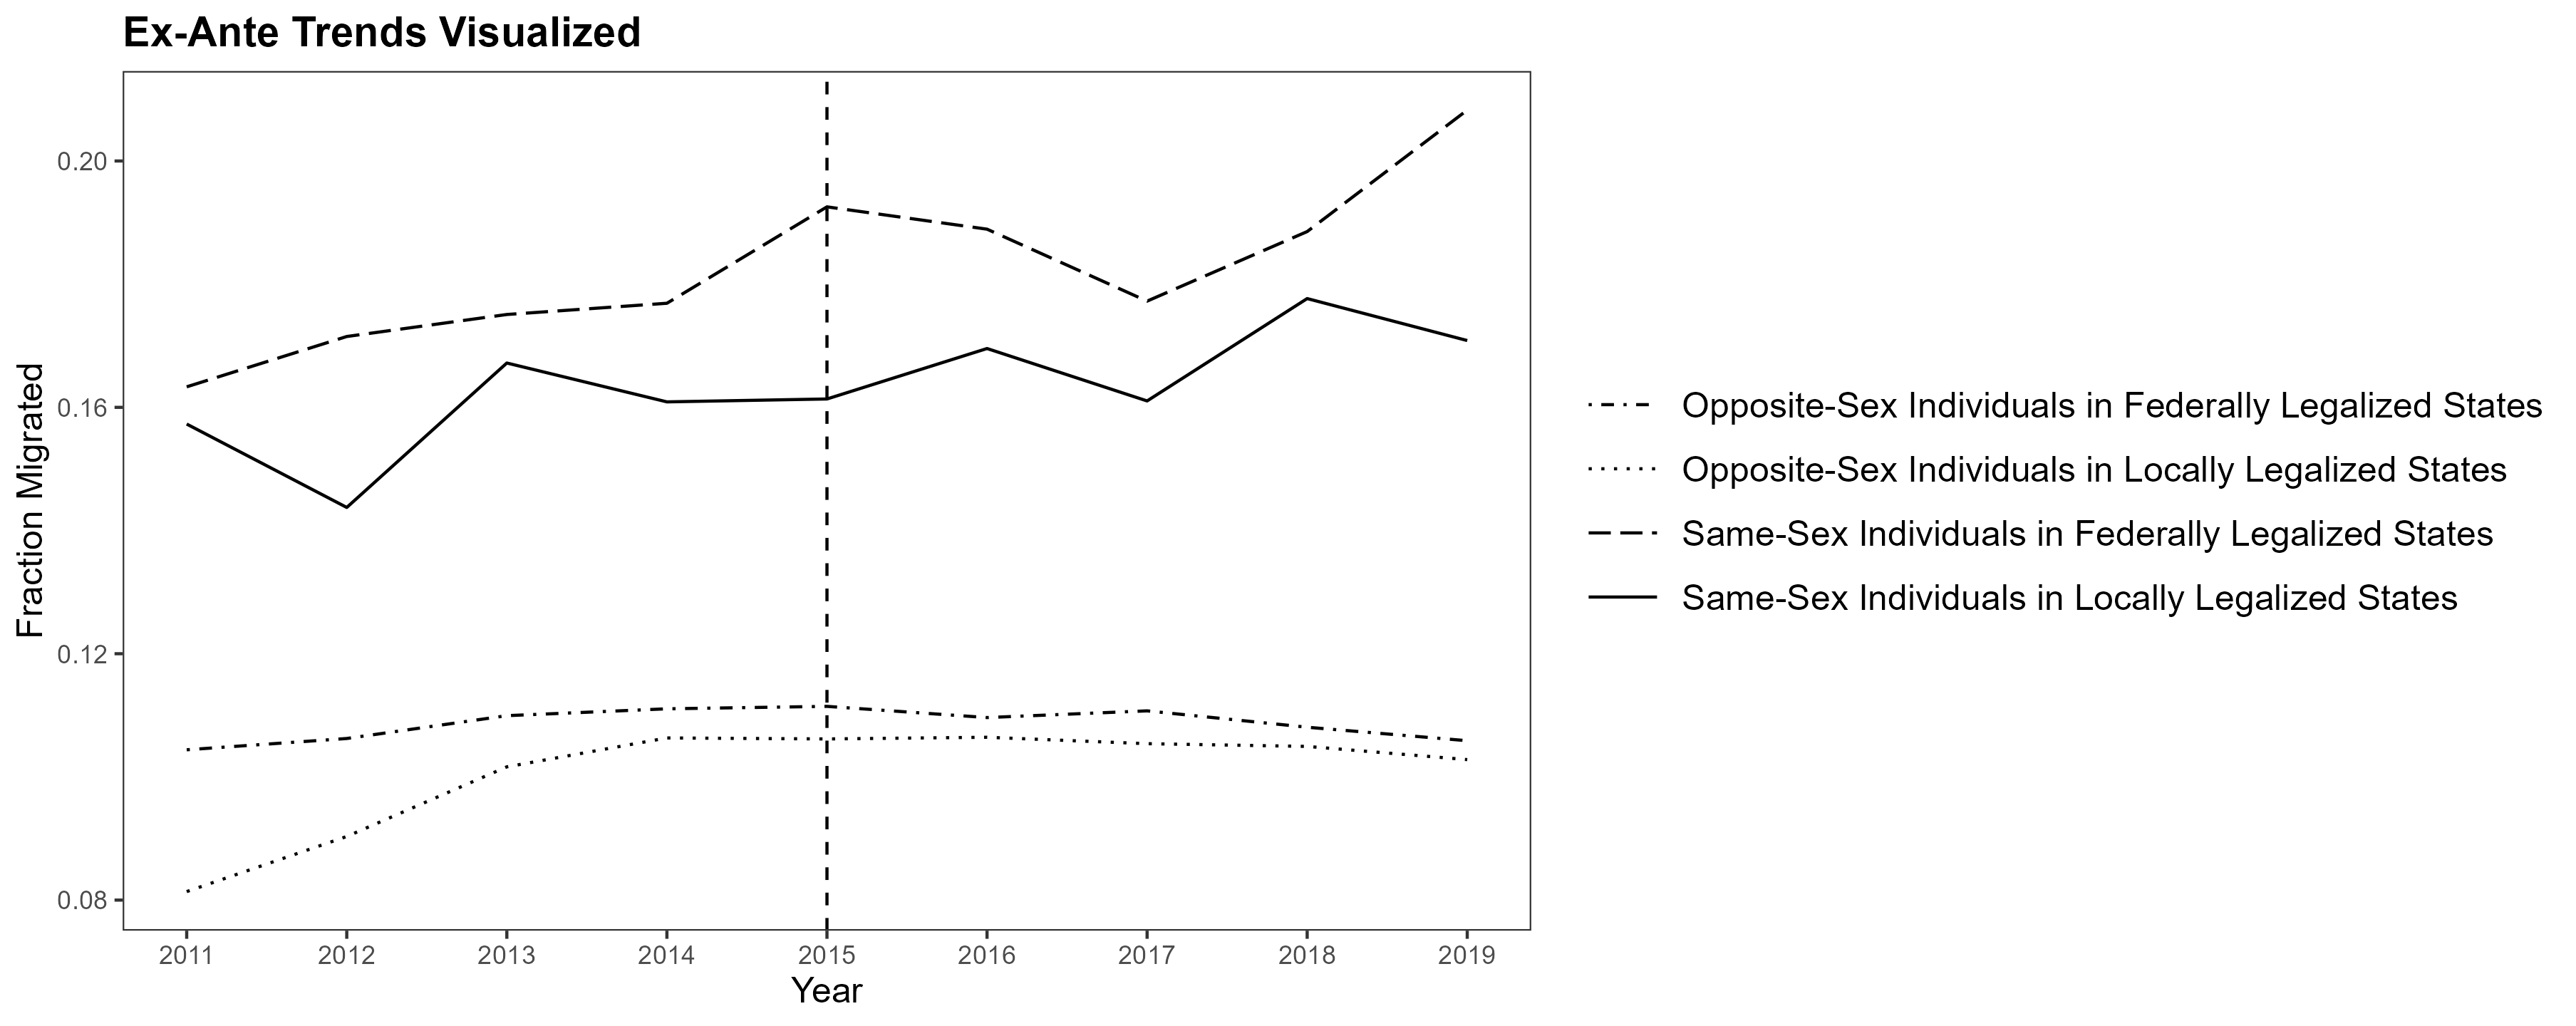 Ex-Ante Trends Visualized
Fraction Migrated
0.20
0.16
0.12
0.08
2011 2012 2013 2014 2015 2016 2017 2018 2019
Year
Opposite-Sex Individuals in Federally Legalized States
Opposite-Sex Individuals in Locally Legalized States
Same-Sex Individuals in Federally Legalized States
Same-Sex Individuals in Locally Legalized States